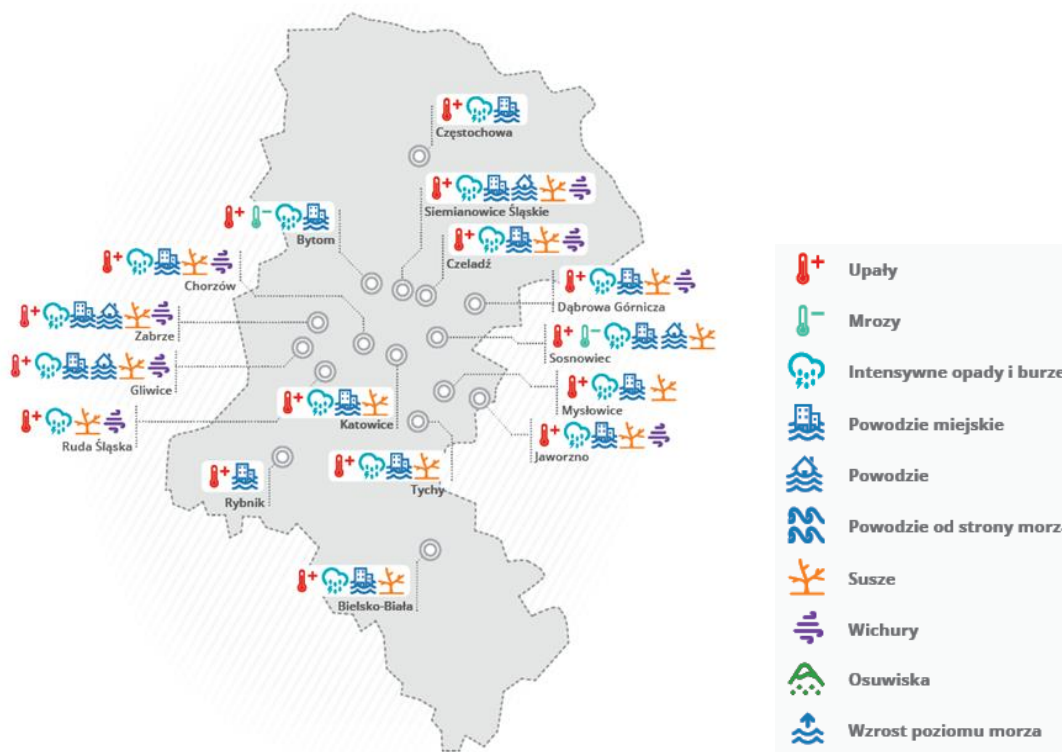 Częstochowa
Siemianowice Śląskie
Bytom
Czeladź
Chorzów
Dąbrowa Górnicza
Zabrze
Sosnowiec
Gliwice
Mysłowice
Katowice
Ruda Śląska
Jaworzno
Tychy
Rybnik
Bielsko-Biała
Upały
Mrozy
Intensywne opady i burze
Powodzie miejskie
Powodzie
Powodzie od strony morz
Susze
Wichury
Osuwiska
Wzrost poziomu morza